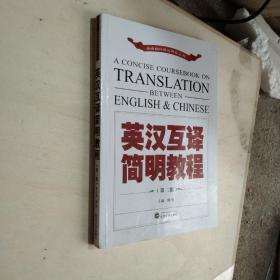 A CONCISE COURSEBOOK ON
TRANSLATION
BETWEEN
ENGLISH & CHINESE
英汉互译
简明教程
（第二版）